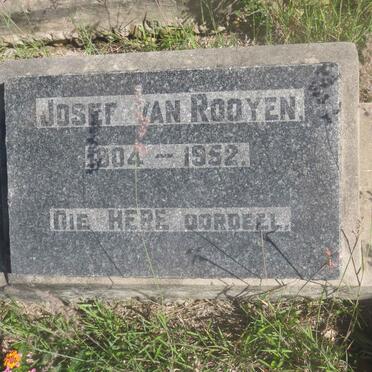 JOSEF VAN ROOYEN.
1904 – 1952.
DIE HERE OORDEEL.